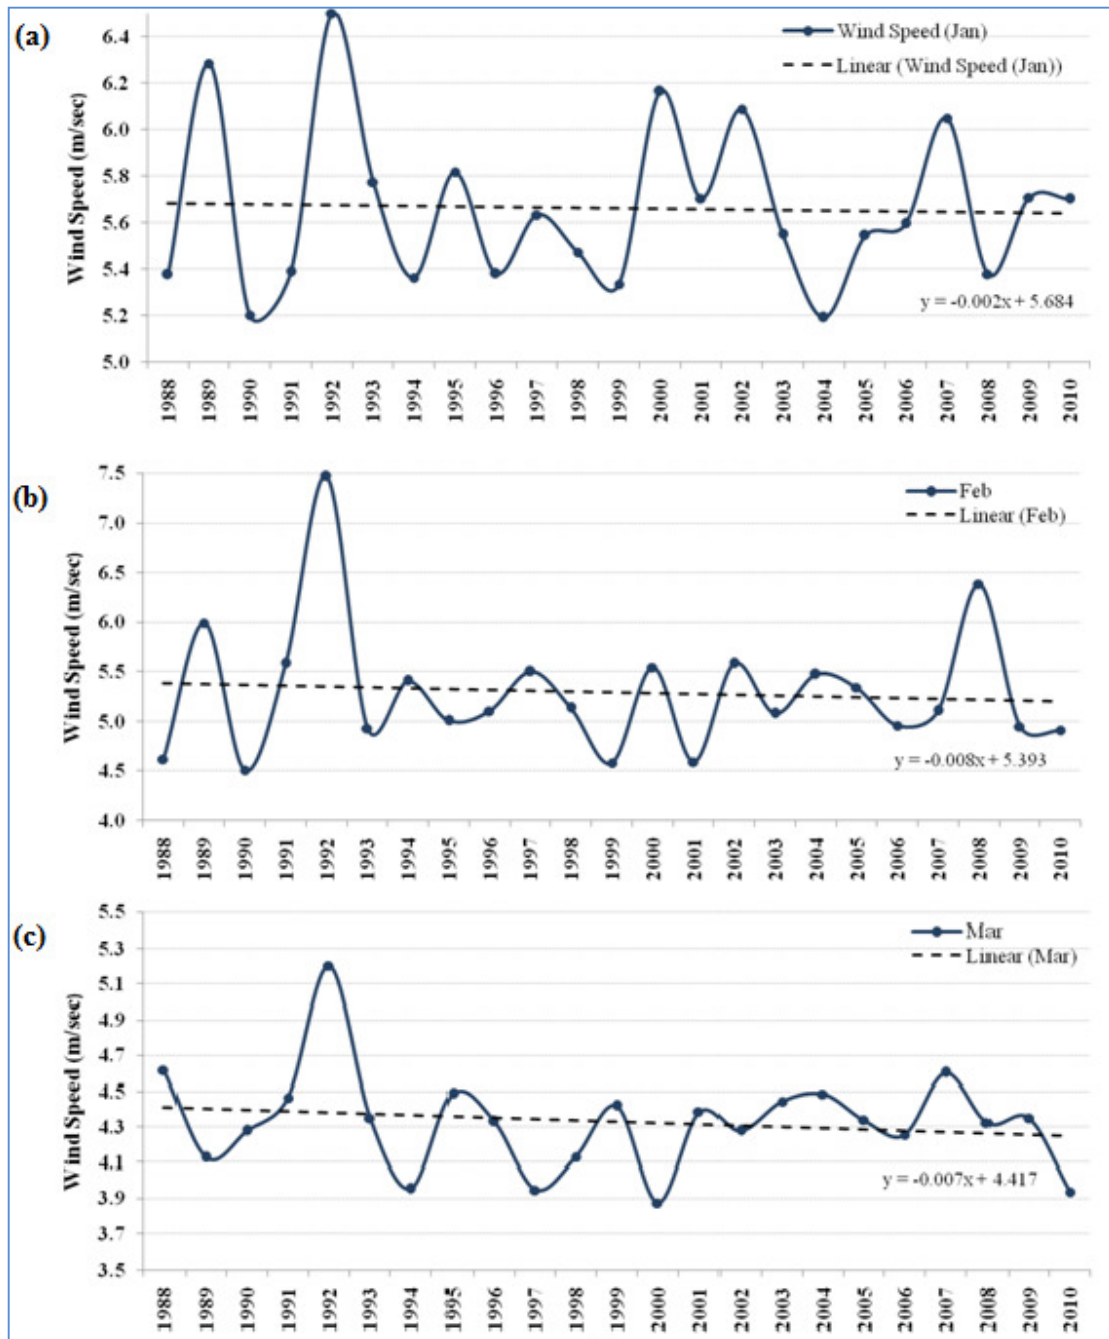 (a)
Wind Speed (Jan)
Linear (Wind Speed (Jan))
Wind Speed (m/sec)
6.4
6.2
6.0
5.8
5.6
5.4
5.2
5.0
y = -0.002x + 5.684
1988 1989 1990 1991 1992 1993 1994 1995 1996 1997 1998 1999 2000 2001 2002 2003 2004 2005 2006 2007 2008 2009 2010
(b)
Feb
Linear (Feb)
Wind Speed (m/sec)
7.5
7.0
6.5
6.0
5.5
5.0
4.5
4.0
y = -0.008x + 5.393
1988 1989 1990 1991 1992 1993 1994 1995 1996 1997 1998 1999 2000 2001 2002 2003 2004 2005 2006 2007 2008 2009 2010
(c)
Mar
Linear (Mar)
Wind Speed (m/sec)
5.5
5.3
5.1
4.9
4.7
4.5
4.3
4.1
3.9
3.7
3.5
y = -0.007x + 4.417
1988 1989 1990 1991 1992 1993 1994 1995 1996 1997 1998 1999 2000 2001 2002 2003 2004 2005 2006 2007 2008 2009 2010